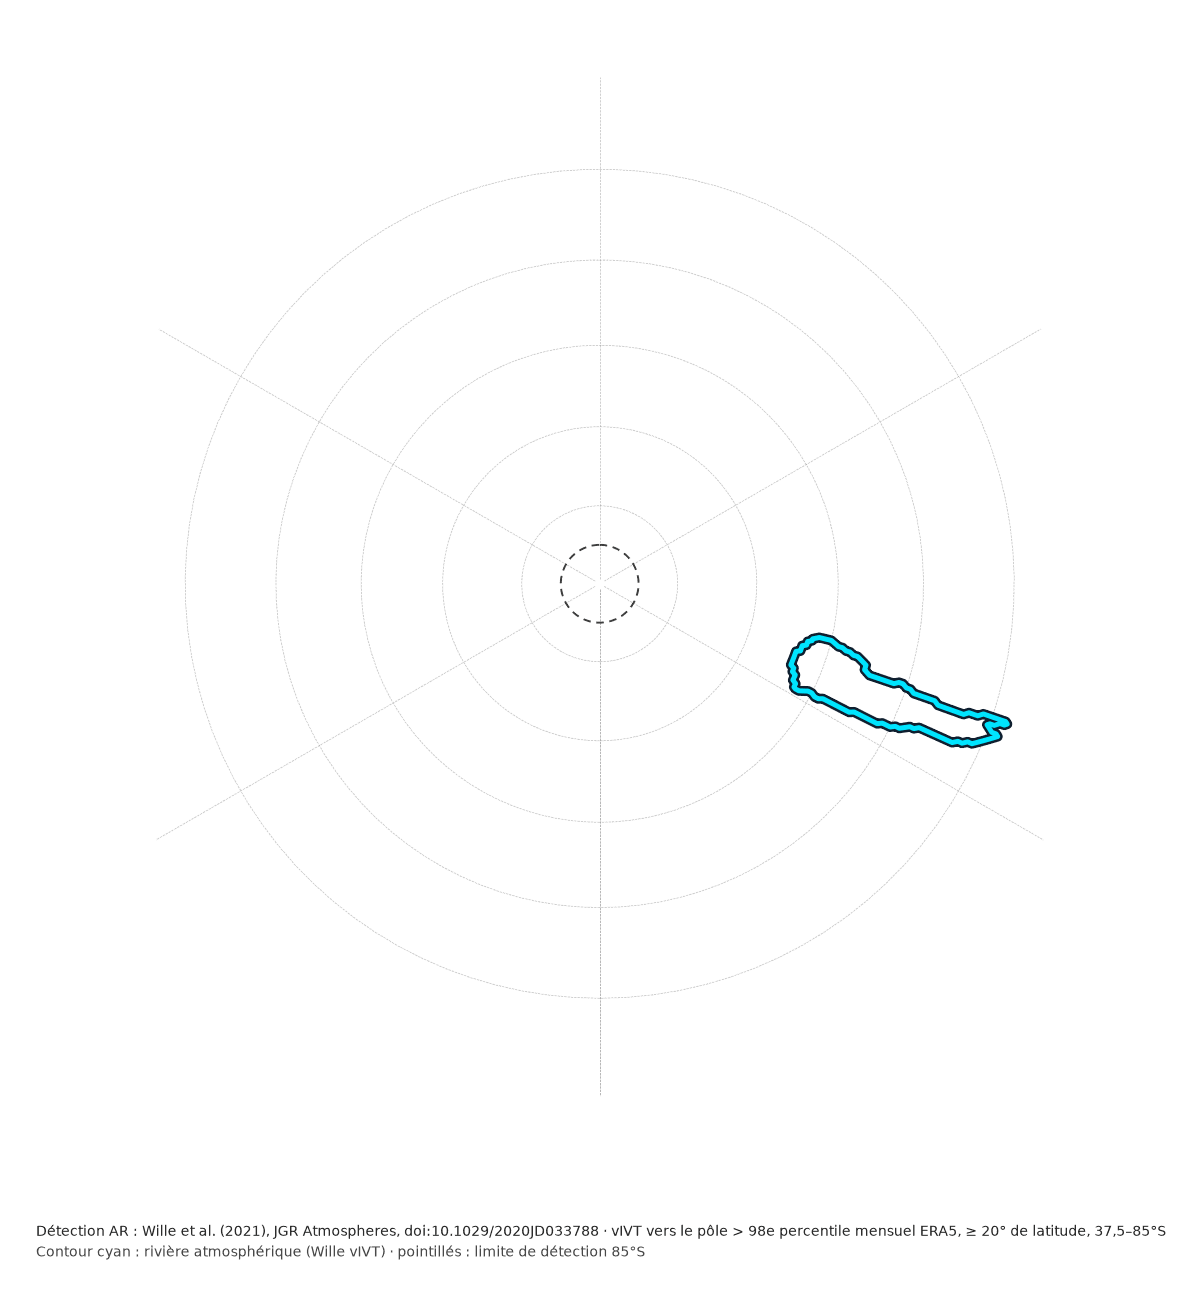 Détection AR : Wille et al. (2021), JGR Atmospheres, doi:10.1029/2020JD033788 · vIVT vers le pôle > 98e percentile mensuel ERA5, ≥ 20° de latitude, 37,5–85°S
Contour cyan : rivière atmosphérique (Wille vIVT) · pointillés : limite de détection 85°S